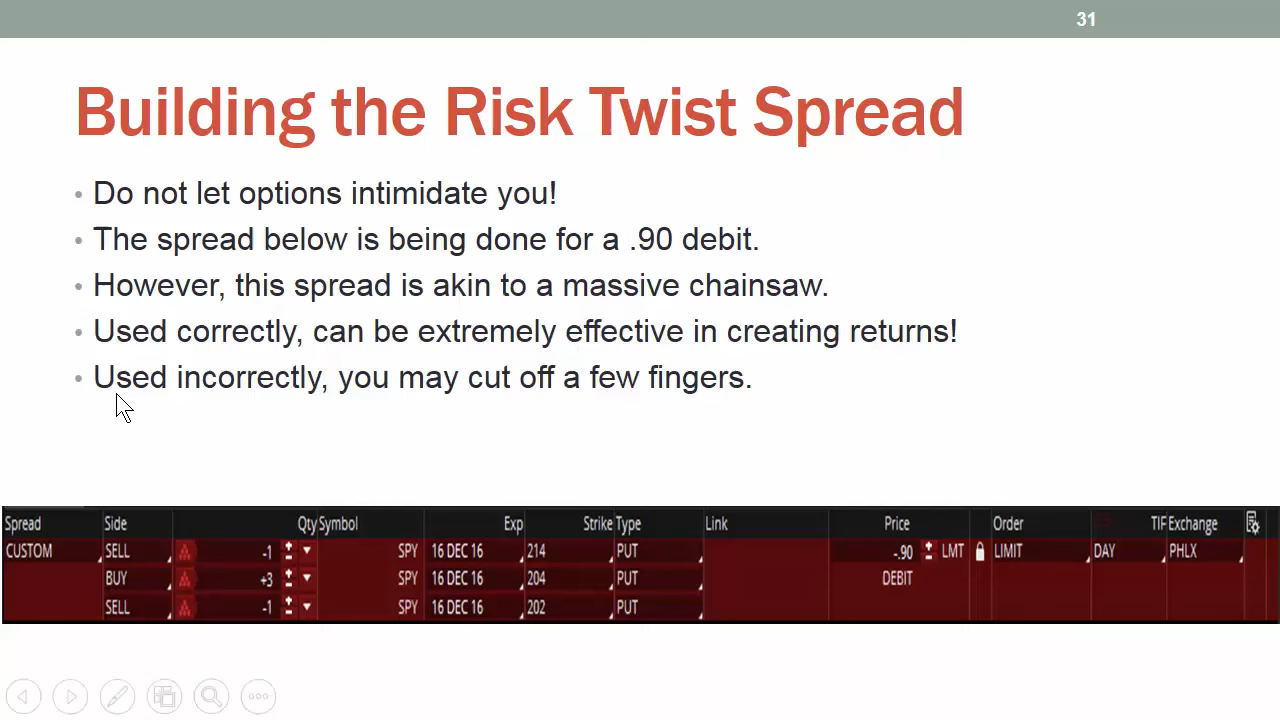 31
Building the Risk Twist Spread
• Do not let options intimidate you!
• The spread below is being done for a .90 debit.
• However, this spread is akin to a massive chainsaw.
• Used correctly, can be extremely effective in creating returns!
• Used incorrectly, you may cut off a few fingers.
Spread Side Qty Symbol Exp Strike Type Link Price Order TIF Exchange
CUSTOM SELL -1 SPY 16 DEC 16 214 PUT -.90 LMT LIMIT DAY PHLX
BUY +3 SPY 16 DEC 16 204 PUT DEBIT
SELL -1 SPY 16 DEC 16 202 PUT